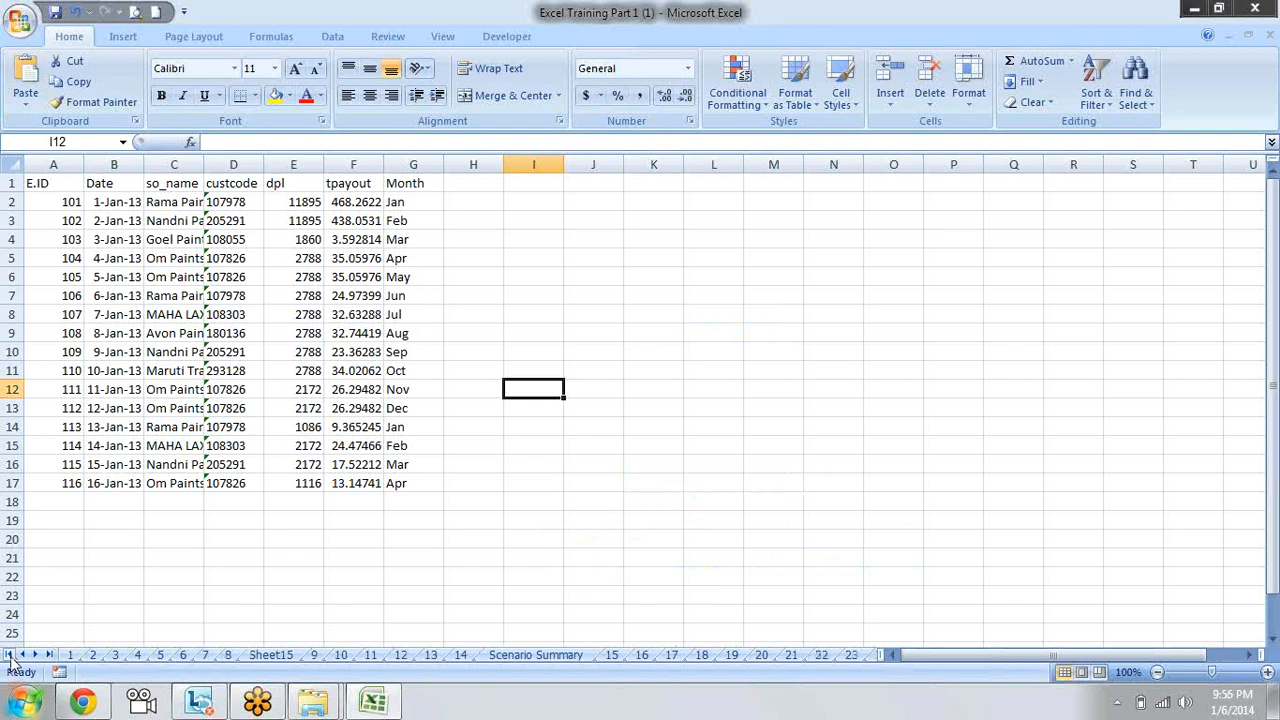 Excel Training Part 1 (1) - Microsoft Excel
Home Insert Page Layout Formulas Data Review View Developer
Paste
Cut
Copy
Format Painter
Clipboard
Calibri 11
B I U
Font
Wrap Text
Merge & Center
Alignment
General
$ % ,
Number
Conditional Formatting
Format as Table
Cell Styles
Styles
Insert Delete Format
Cells
AutoSum
Fill
Clear
Sort & Filter
Find & Select
Editing
I12 fx
A B C D E F G H I J K L M N O P Q R S T U
1 E.ID Date so_name custcode dpl tpayout Month
2 101 1-Jan-13 Rama Pair 107978 11895 468.2622 Jan
3 102 2-Jan-13 Nandni Pa 205291 11895 438.0531 Feb
4 103 3-Jan-13 Goel Paint 108055 1860 3.592814 Mar
5 104 4-Jan-13 Om Paints 107826 2788 35.05976 Apr
6 105 5-Jan-13 Om Paints 107826 2788 35.05976 May
7 106 6-Jan-13 Rama Pair 107978 2788 24.97399 Jun
8 107 7-Jan-13 MAHA LAX 108303 2788 32.63288 Jul
9 108 8-Jan-13 Avon Pain 180136 2788 32.74419 Aug
10 109 9-Jan-13 Nandni Pa 205291 2788 23.36283 Sep
11 110 10-Jan-13 Maruti Tra 293128 2788 34.02062 Oct
12 111 11-Jan-13 Om Paints 107826 2172 26.29482 Nov
13 112 12-Jan-13 Om Paints 107826 2172 26.29482 Dec
14 113 13-Jan-13 Rama Pair 107978 1086 9.365245 Jan
15 114 14-Jan-13 MAHA LAX 108303 2172 24.47466 Feb
16 115 15-Jan-13 Nandni Pa 205291 2172 17.52212 Mar
17 116 16-Jan-13 Om Paints 107826 1116 13.14741 Apr
18
19
20
21
22
23
24
25
1 2 3 4 5 6 7 8 Sheet15 9 10 11 12 13 14 Scenario Summary 15 16 17 18 19 20 21 22 23
Ready 100%
9:56 PM
1/6/2014